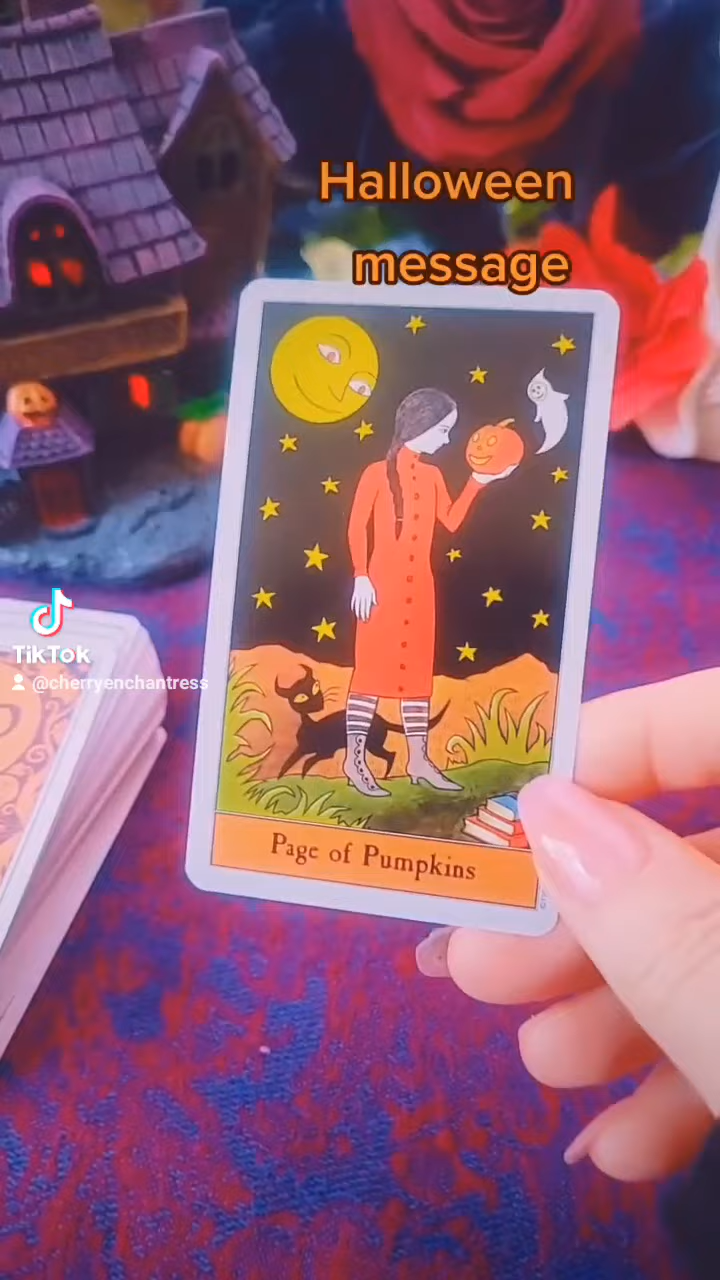 Halloween
message
TikTok
@cherryenchantress
Page of Pumpkins